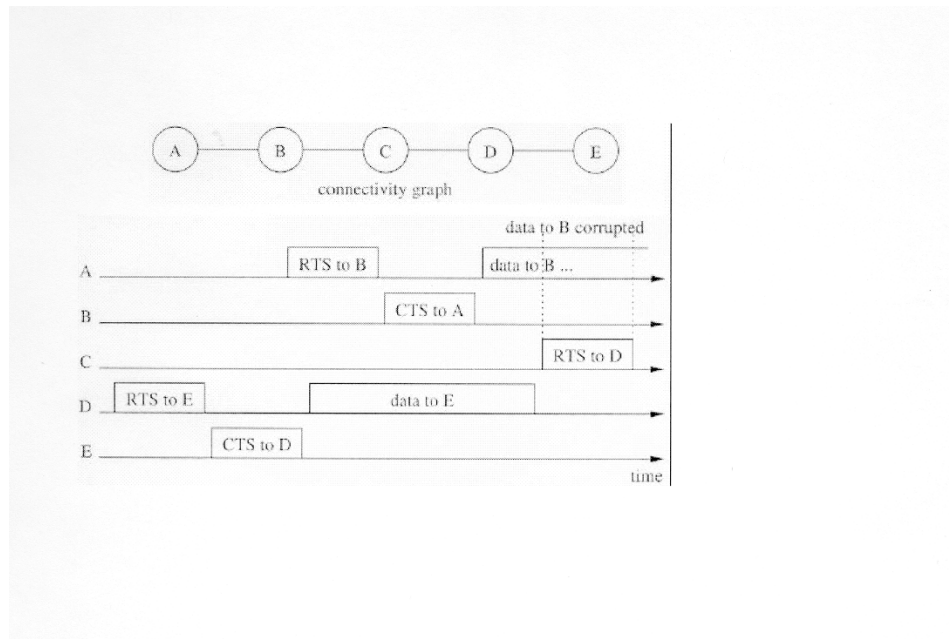 A B C D E
connectivity graph
data to B corrupted
A RTS to B data to B ...
B CTS to A
C RTS to D
D RTS to E data to E
E CTS to D
time